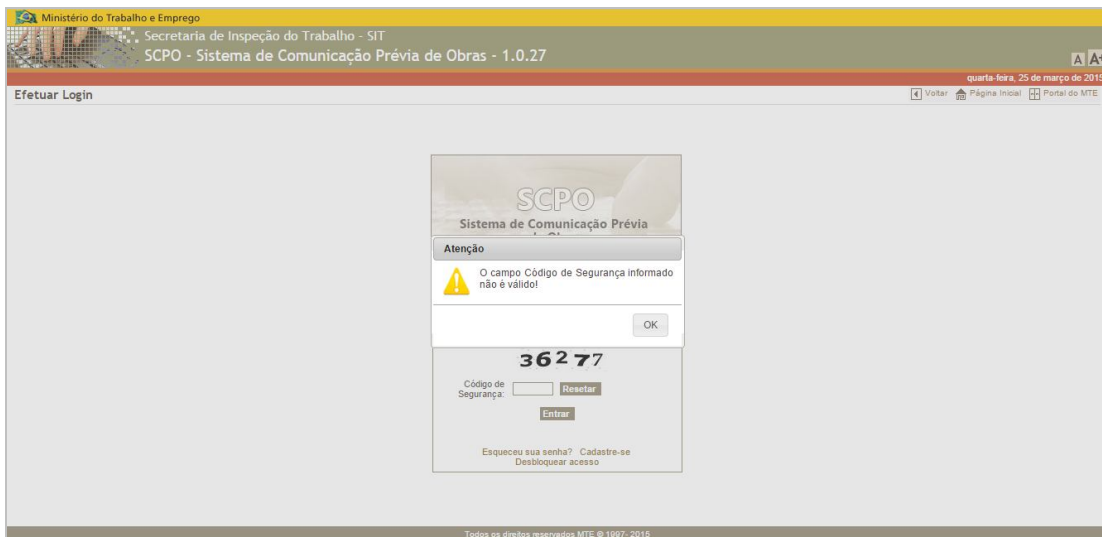 Ministério do Trabalho e Emprego
Secretaria de Inspeção do Trabalho - SIT
SCPO - Sistema de Comunicação Prévia de Obras - 1.0.27
A A+
quarta-feira, 25 de março de 2015
Efetuar Login
Voltar Página Inicial Portal do MTE
SCPO
Sistema de Comunicação Prévia
Atenção
O campo Código de Segurança informado
não é válido!
OK
36277
Código de
Segurança:
Resetar
Entrar
Esqueceu sua senha? Cadastre-se
Desbloquear acesso
Todos os direitos reservados MTE © 1997- 2015